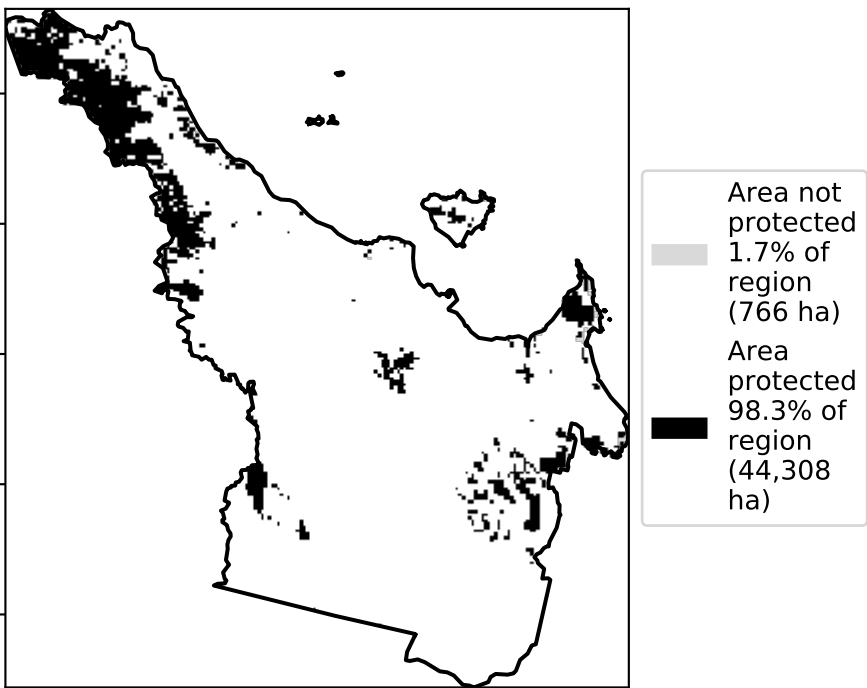 Area not
protected
1.7% of
region
(766 ha)
Area
protected
98.3% of
region
(44,308
ha)